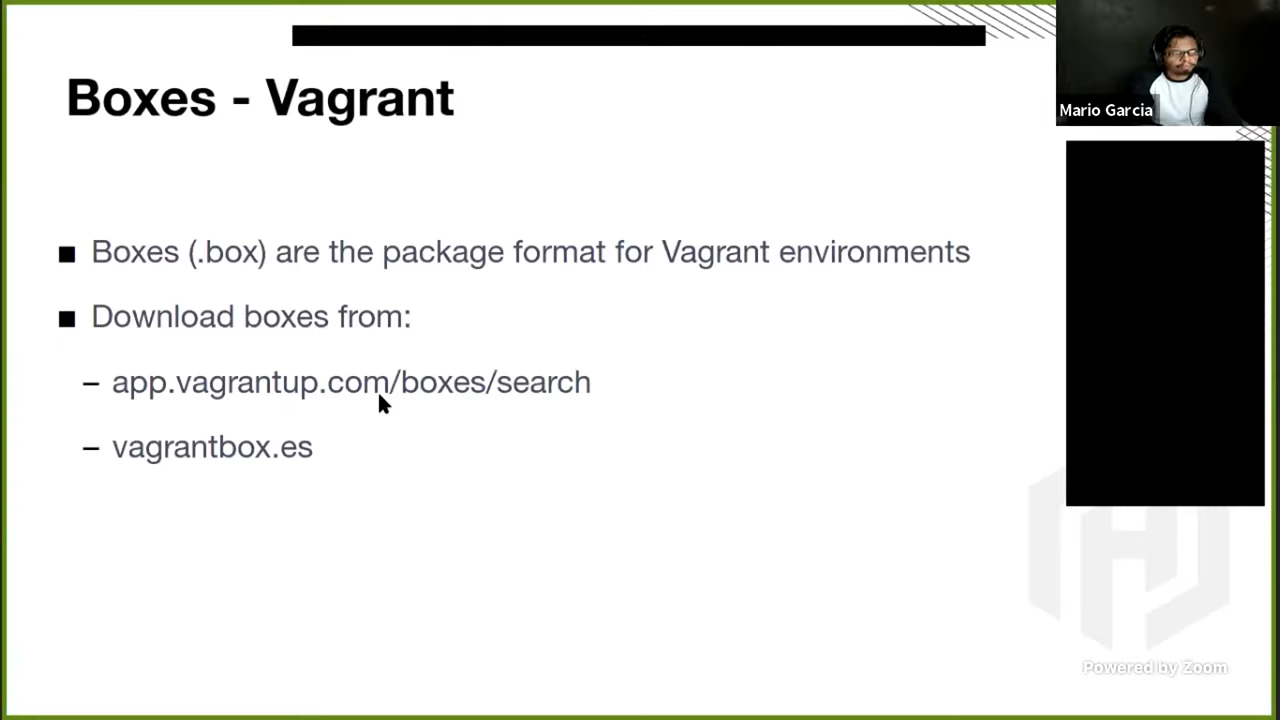 Boxes - Vagrant
Mario Garcia
■ Boxes (.box) are the package format for Vagrant environments
■ Download boxes from:
– app.vagrantup.com/boxes/search
– vagrantbox.es
Powered by Zoom